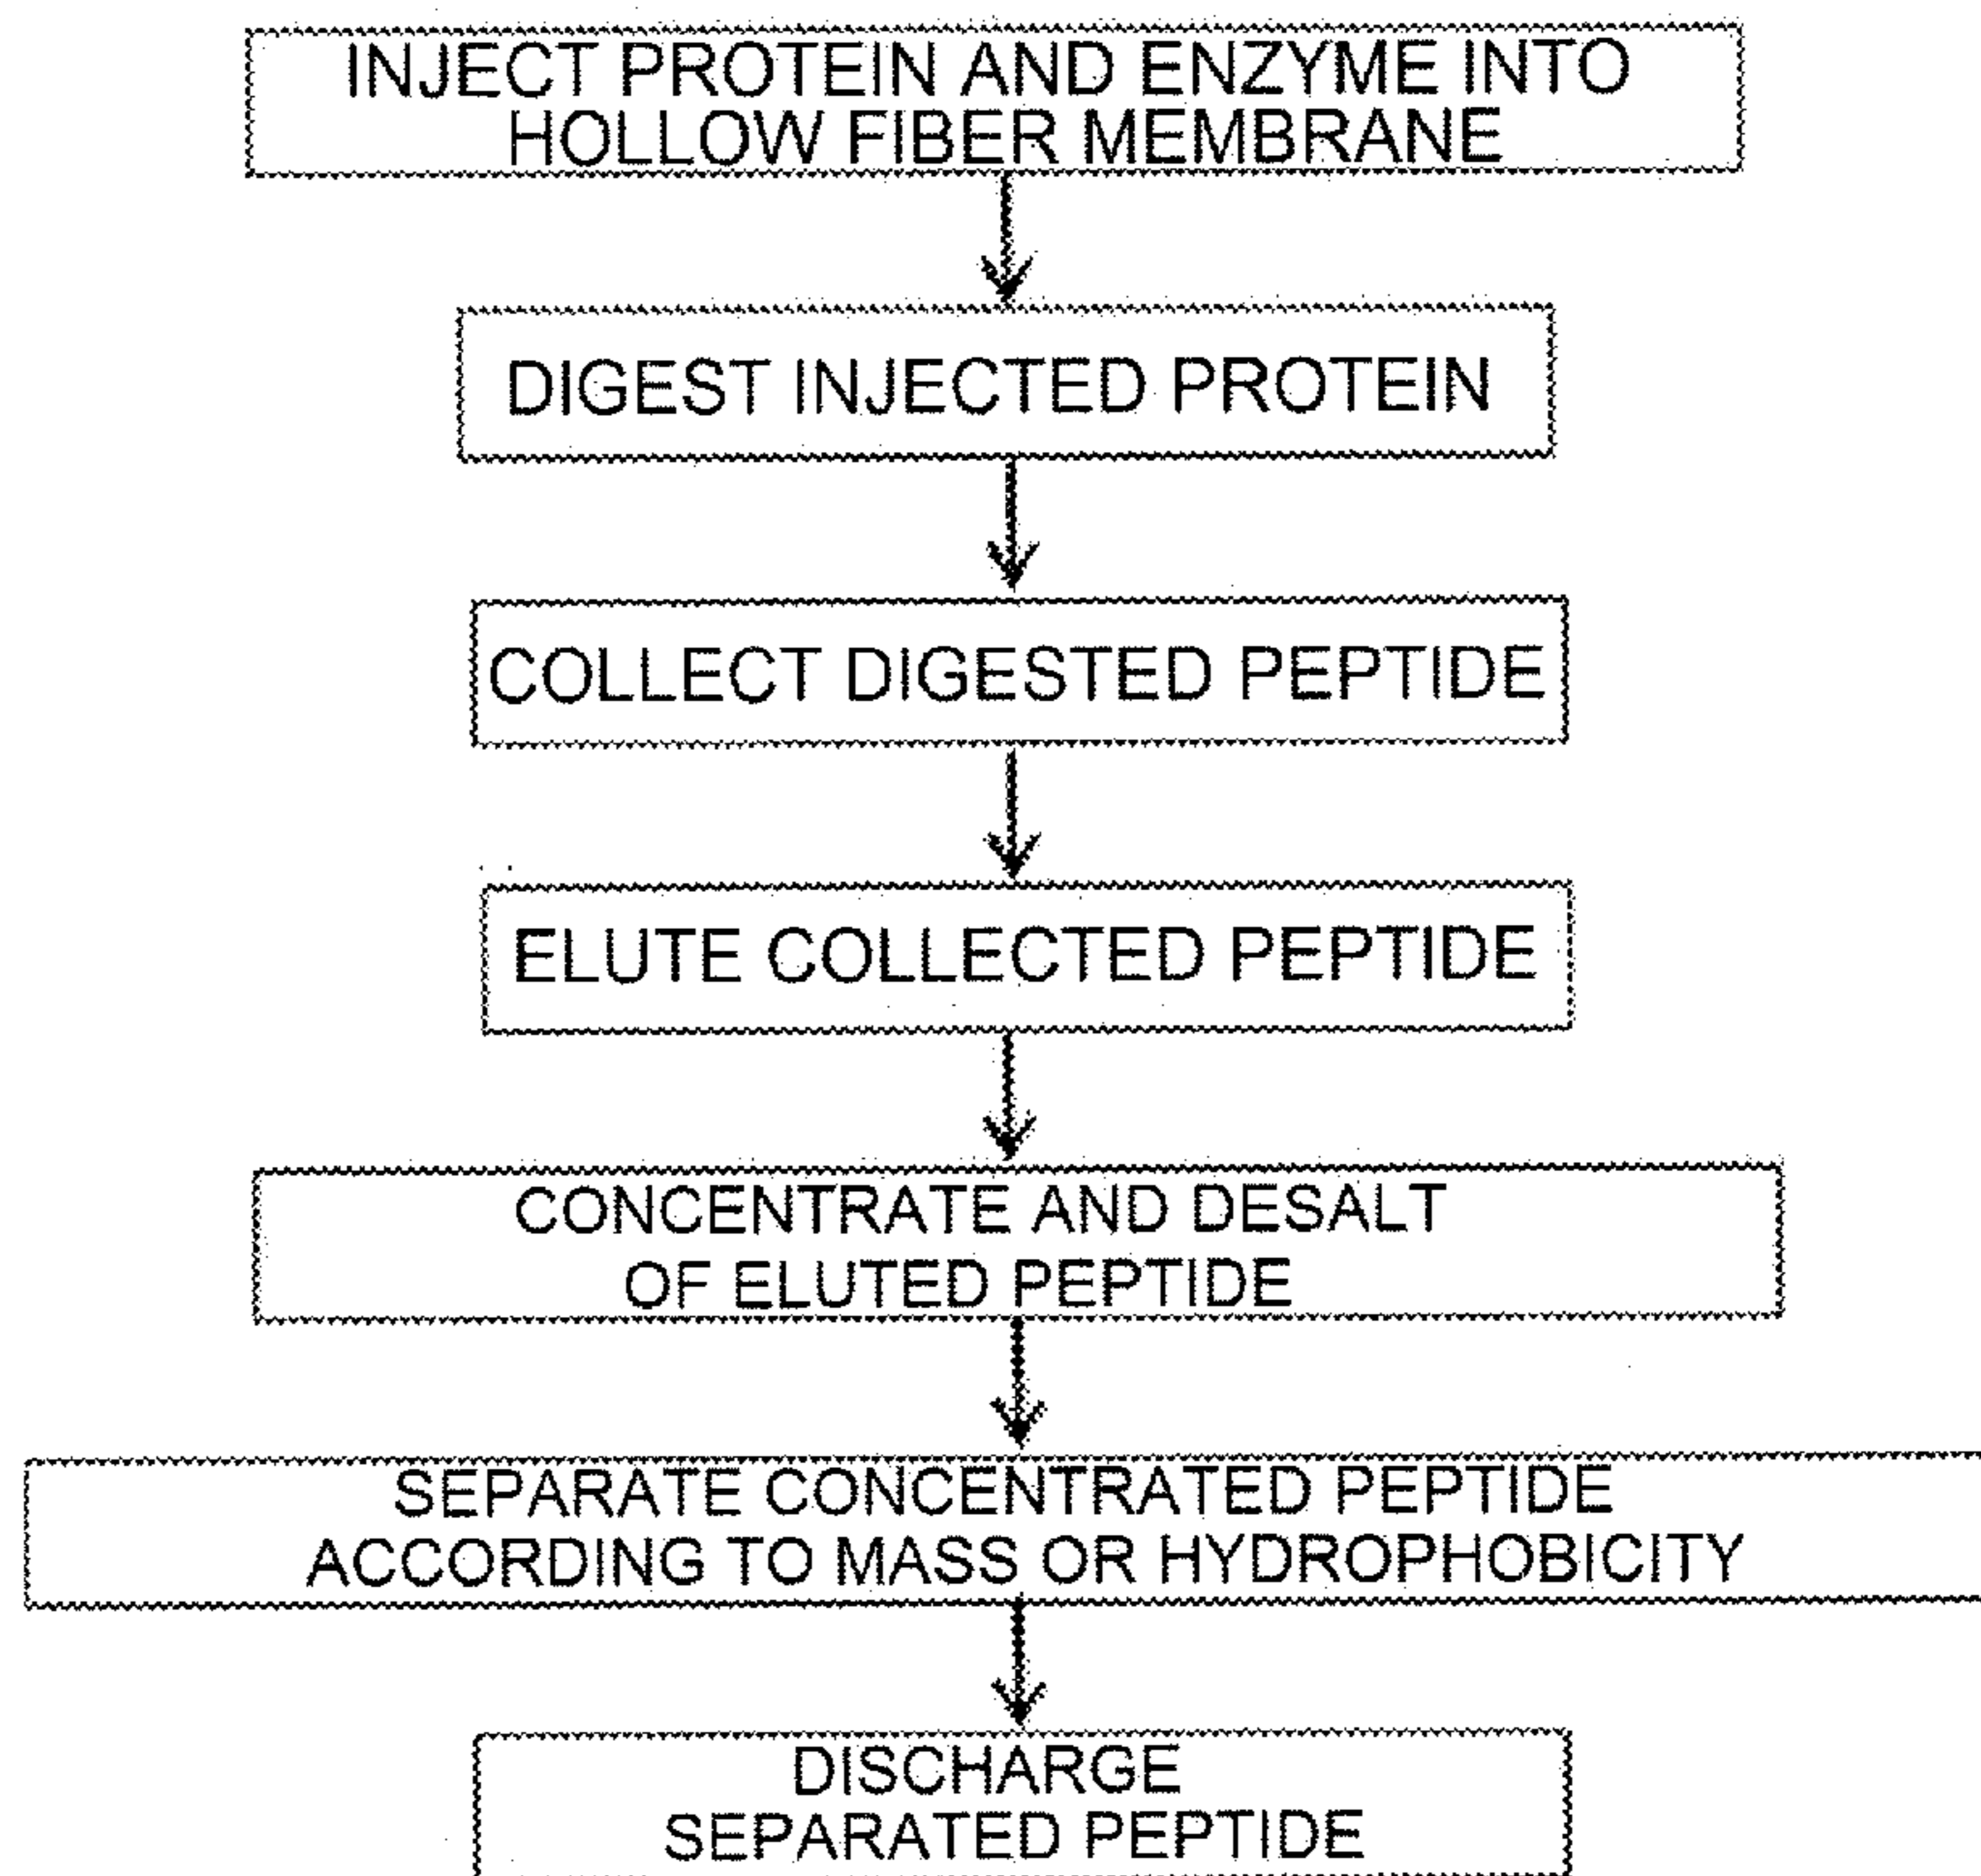 INJECT PROTEIN AND ENZYME INTO
HOLLOW FIBER MEMBRANE
DIGEST INJECTED PROTEIN
COLLECT DIGESTED PEPTIDE
ELUTE COLLECTED PEPTIDE
CONCENTRATE AND DESALT
OF ELUTED PEPTIDE
SEPARATE CONCENTRATED PEPTIDE
ACCORDING TO MASS OR HYDROPHOBICITY
DISCHARGE
SEPARATED PEPTIDE